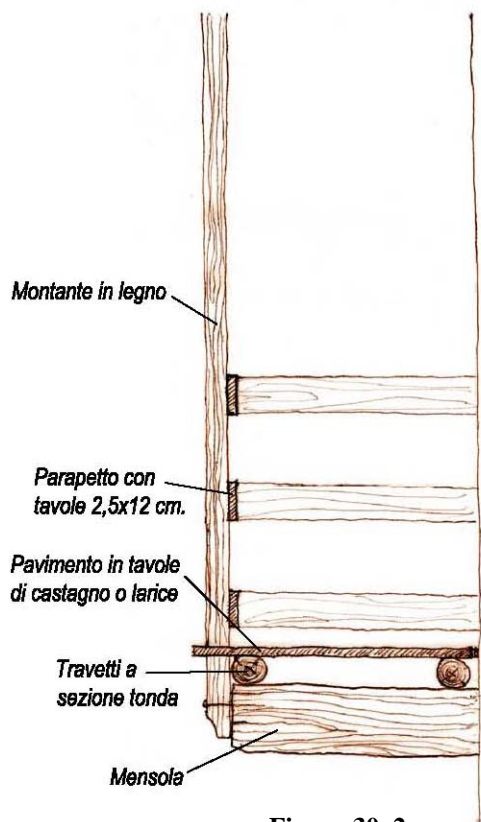 Montante in legno
Parapetto con
tavole 2,5x12 cm.
Pavimento in tavole
di castagno o larice
Travetti a
sezione tonda
Mensola